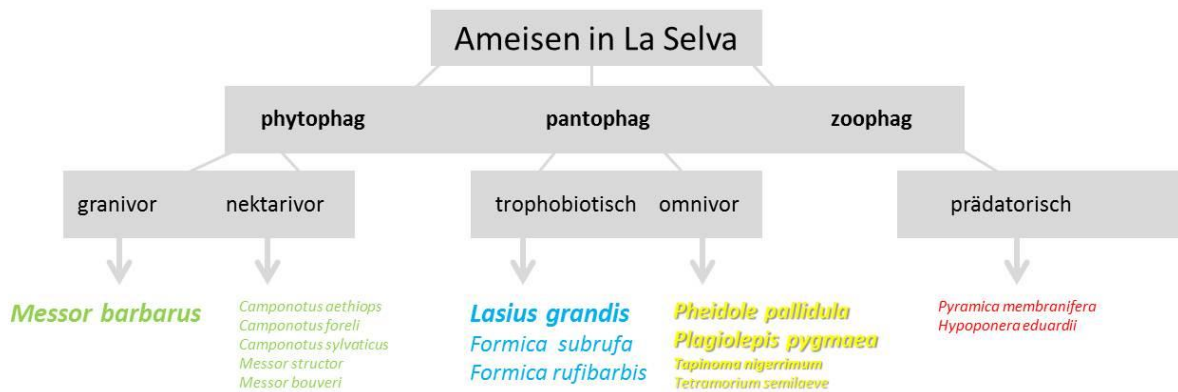 Ameisen in La Selva
phytophag pantophag zoophag
granivor nektarivor trophobiotisch omnivor prädatorisch
Messor barbarus
Camponotus aethiops
Camponotus foreli
Camponotus sylvaticus
Messor structor
Messor bouveri
Lasius grandis
Formica subrufa
Formica rufibarbis
Pheidole pallidula
Plagiolepis pygmaea
Tapinoma nigerrimum
Tetramorium semilaeve
Pyramica membranifera
Hypoponera eduardii